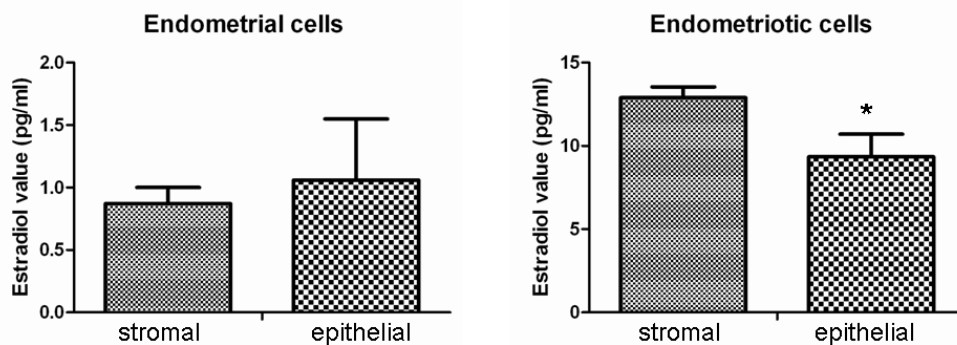 Endometrial cells
Estradiol value (pg/ml)
2.0
1.5
1.0
0.5
0.0
stromal epithelial
Endometriotic cells
Estradiol value (pg/ml)
15
10
5
0
*
stromal epithelial